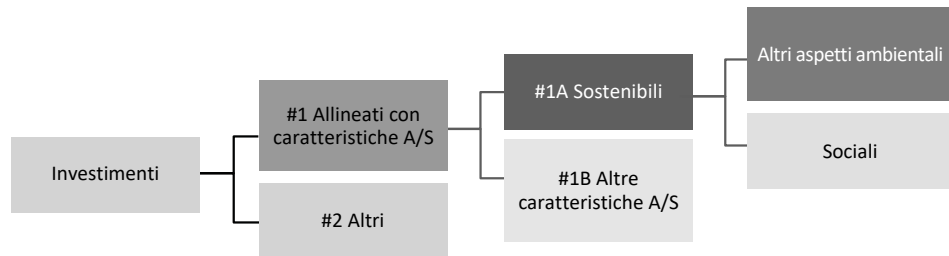 Investimenti
#1 Allineati con
caratteristiche A/S
#2 Altri
#1A Sostenibili
#1B Altre
caratteristiche A/S
Altri aspetti ambientali
Sociali